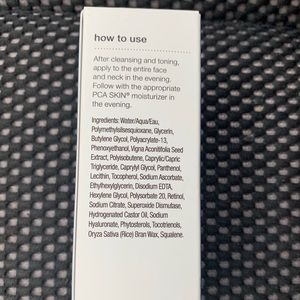 how to use
After cleansing and toning,
apply to the entire face
and neck in the evening.
Follow with the appropriate
PCA SKIN® moisturizer in
the evening.
Ingredients: Water/Aqua/Eau,
Polymethylsilsesquioxane, Glycerin,
Butylene Glycol, Polyacrylate-13,
Phenoxyethanol, Vigna Aconitifolia Seed
Extract, Polyisobutene, Caprylic/Capric
Triglyceride, Caprylyl Glycol, Panthenol,
Lecithin, Tocopherol, Sodium Ascorbate,
Ethylhexylglycerin, Disodium EDTA,
Hexylene Glycol, Polysorbate 20, Retinol,
Sodium Citrate, Superoxide Dismutase,
Hydrogenated Castor Oil, Sodium
Hyaluronate, Phytosterols, Tocotrienols,
Oryza Sativa (Rice) Bran Wax, Squalene.